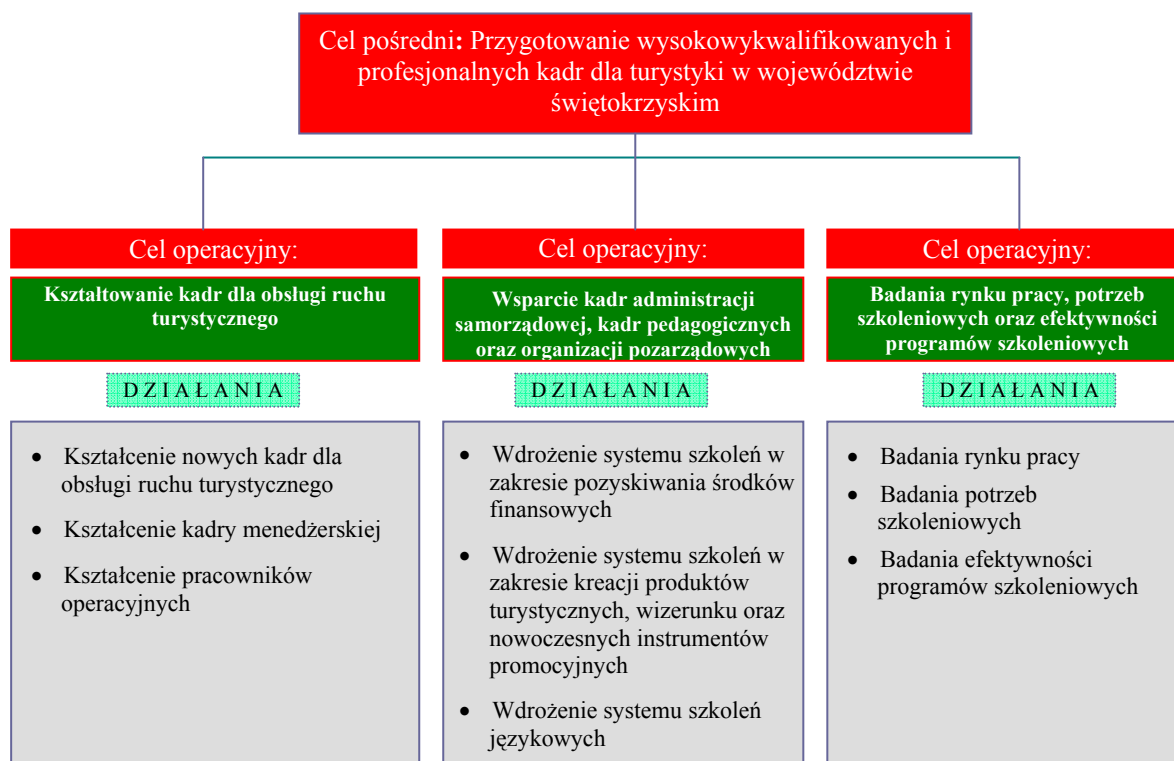 Cel pośredni: Przygotowanie wysokowykwalifikowanych i
profesjonalnych kadr dla turystyki w województwie
świętokrzyskim
Cel operacyjny:
Kształtowanie kadr dla obsługi ruchu
turystycznego
DZIAŁANIA
• Kształcenie nowych kadr dla
obsługi ruchu turystycznego
• Kształcenie kadry menedżerskiej
• Kształcenie pracowników
operacyjnych
Cel operacyjny:
Wsparcie kadr administracji
samorządowej, kadr pedagogicznych
oraz organizacji pozarządowych
DZIAŁANIA
• Wdrożenie systemu szkoleń w
zakresie pozyskiwania środków
finansowych
• Wdrożenie systemu szkoleń w
zakresie kreacji produktów
turystycznych, wizerunku oraz
nowoczesnych instrumentów
promocyjnych
• Wdrożenie systemu szkoleń
językowych
Cel operacyjny:
Badania rynku pracy, potrzeb
szkoleniowych oraz efektywności
programów szkoleniowych
DZIAŁANIA
• Badania rynku pracy
• Badania potrzeb
szkoleniowych
• Badania efektywności
programów szkoleniowych